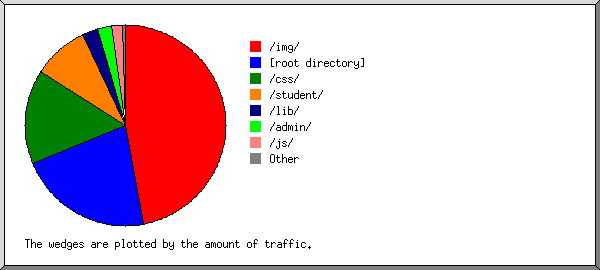 /img/
[root directory]
/css/
/student/
/lib/
/admin/
/js/
Other
The wedges are plotted by the amount of traffic.